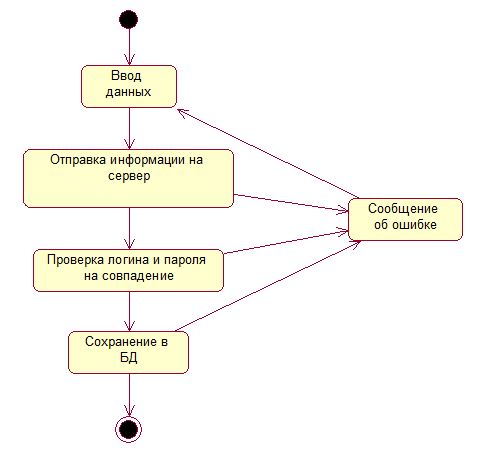 Ввод
данных
Отправка информации на
сервер
Сообщение
об ошибке
Проверка логина и пароля
на совпадение
Сохранение в
БД